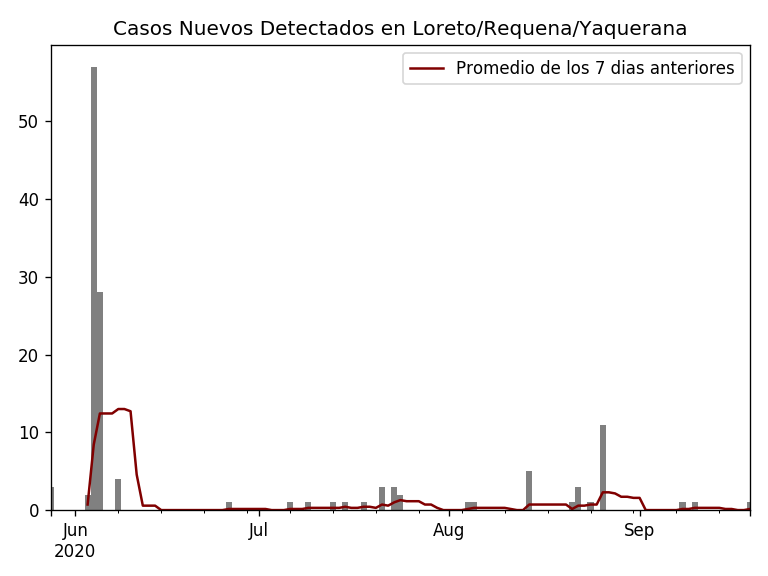 Casos Nuevos Detectados en Loreto/Requena/Yaquerana
Promedio de los 7 dias anteriores
50
40
30
20
10
0
Jun Jul Aug Sep
2020